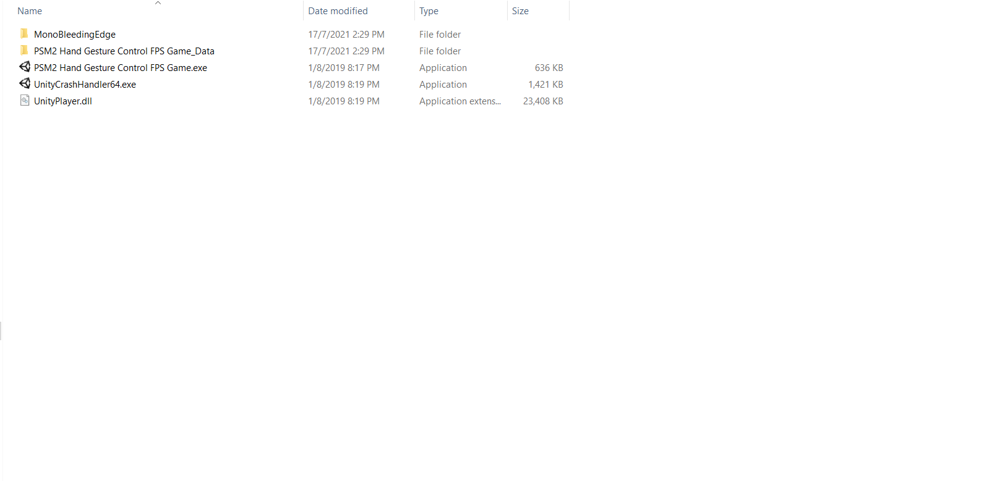 Name Date modified Type Size
MonoBleedingEdge 17/7/2021 2:29 PM File folder
PSM2 Hand Gesture Control FPS Game_Data 17/7/2021 2:29 PM File folder
PSM2 Hand Gesture Control FPS Game.exe 1/8/2019 8:17 PM Application 636 KB
UnityCrashHandler64.exe 1/8/2019 8:19 PM Application 1,421 KB
UnityPlayer.dll 1/8/2019 8:19 PM Application extens... 23,408 KB